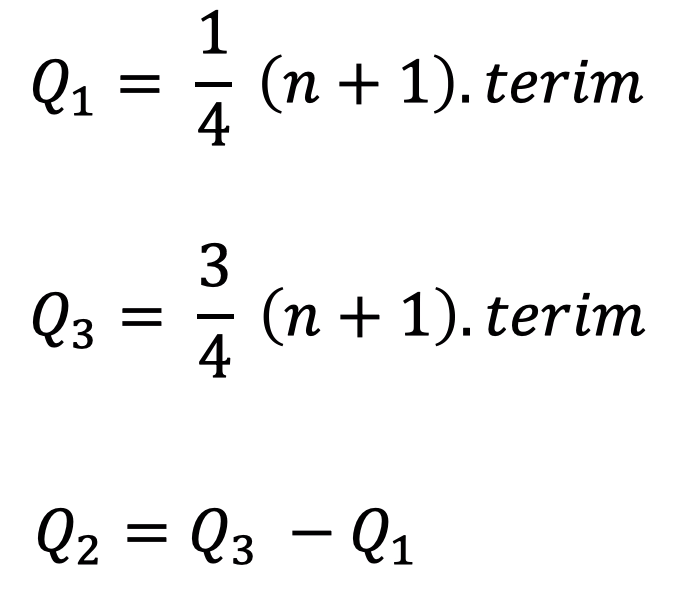 Q₁ = 1/4 (n + 1). terim
Q₃ = 3/4 (n + 1). terim
Q₂ = Q₃ − Q₁